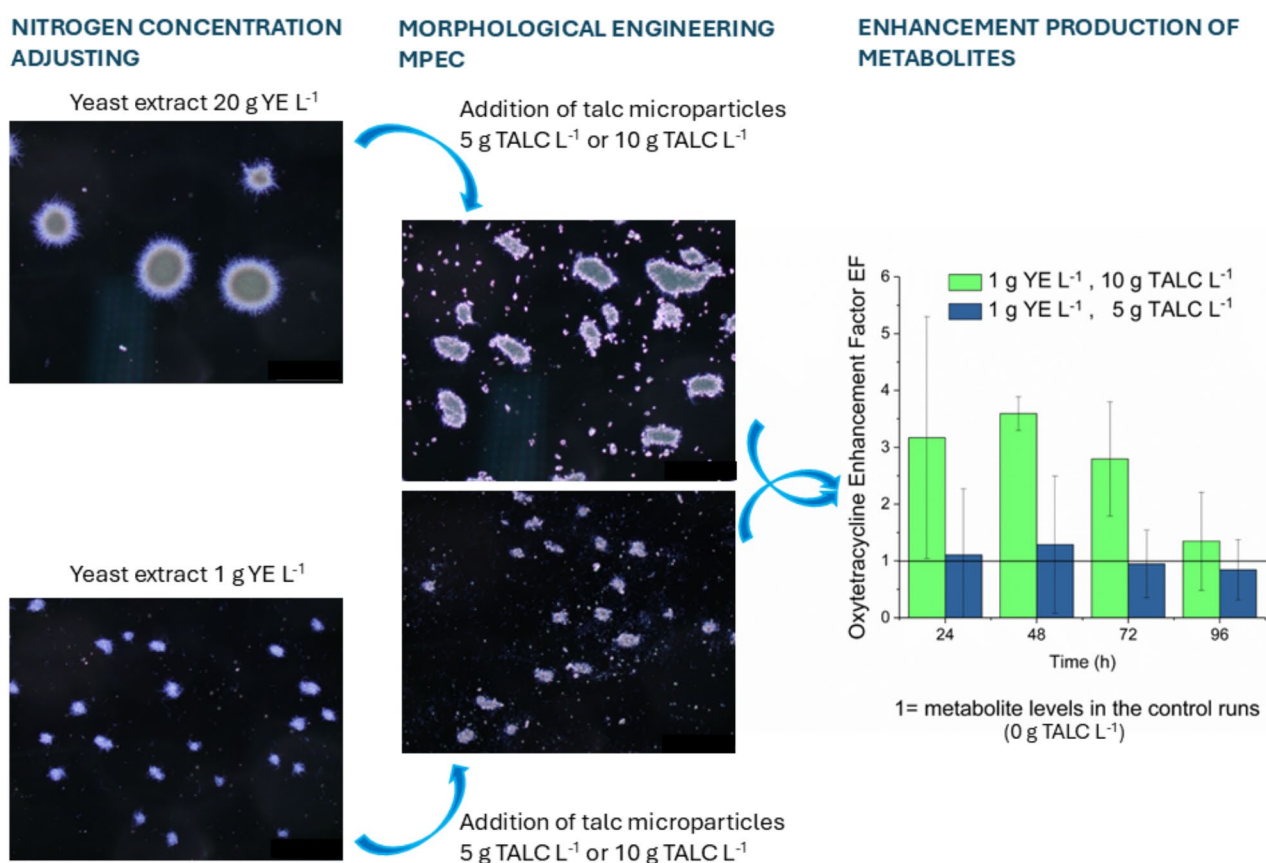 NITROGEN CONCENTRATION
ADJUSTING
Yeast extract 20 g YE L⁻¹
Yeast extract 1 g YE L⁻¹
MORPHOLOGICAL ENGINEERING
MPEC
Addition of talc microparticles
5 g TALC L⁻¹ or 10 g TALC L⁻¹
Addition of talc microparticles
5 g TALC L⁻¹ or 10 g TALC L⁻¹
ENHANCEMENT PRODUCTION OF
METABOLITES
Oxytetracycline Enhancement Factor EF
6
5
4
3
2
1
0
1 g YE L⁻¹ , 10 g TALC L⁻¹
1 g YE L⁻¹ , 5 g TALC L⁻¹
24 48 72 96
Time (h)
1= metabolite levels in the control runs
(0 g TALC L⁻¹)